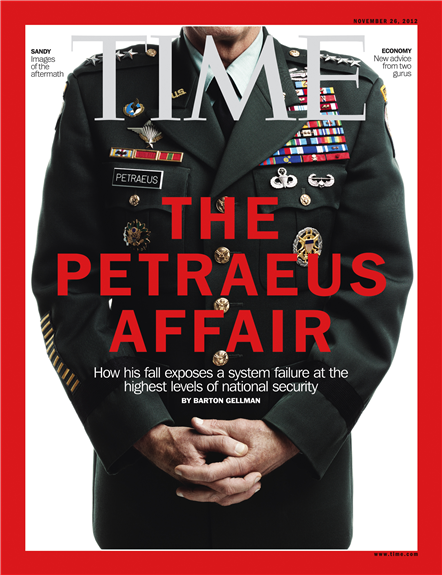 NOVEMBER 26, 2012
SANDY
Images
of the
aftermath
TIME
ECONOMY
New advice
from two
gurus
U.S.
PETRAEUS
THE
PETRAEUS
AFFAIR
How his fall exposes a system failure at the
highest levels of national security
BY BARTON GELLMAN
www.time.com